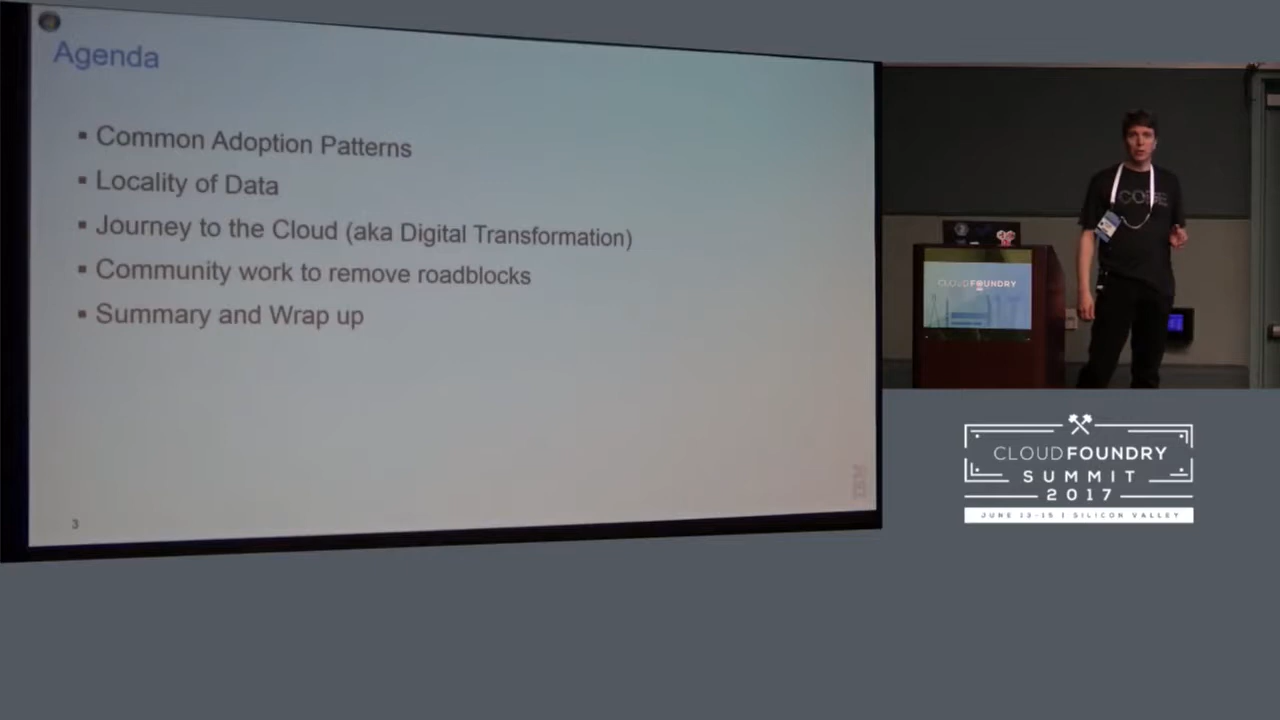 Agenda
▪ Common Adoption Patterns
▪ Locality of Data
▪ Journey to the Cloud (aka Digital Transformation)
▪ Community work to remove roadblocks
▪ Summary and Wrap up
3
IBM
CLOUD FOUNDRY
CLOUD FOUNDRY
SUMMIT
2017
JUNE 13-15 | SILICON VALLEY